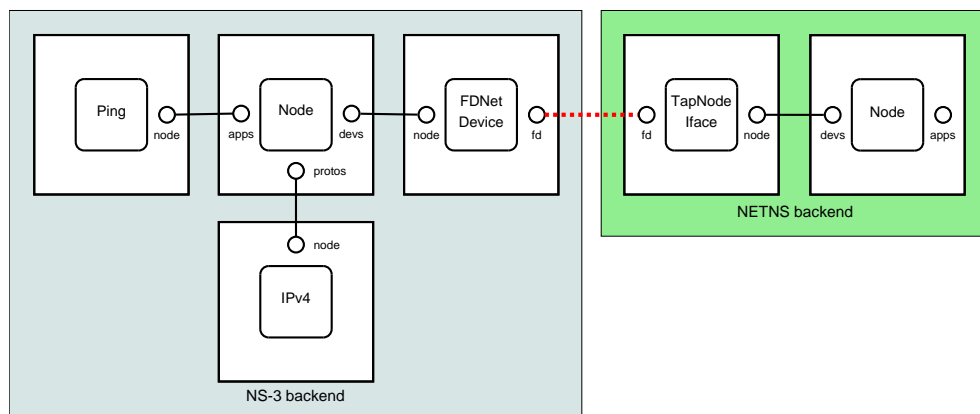 Ping
node
apps
Node
devs
protos
node
FDNet
Device
fd
fd
TapNode
Iface
node
devs
Node
apps
node
IPv4
NS-3 backend
NETNS backend